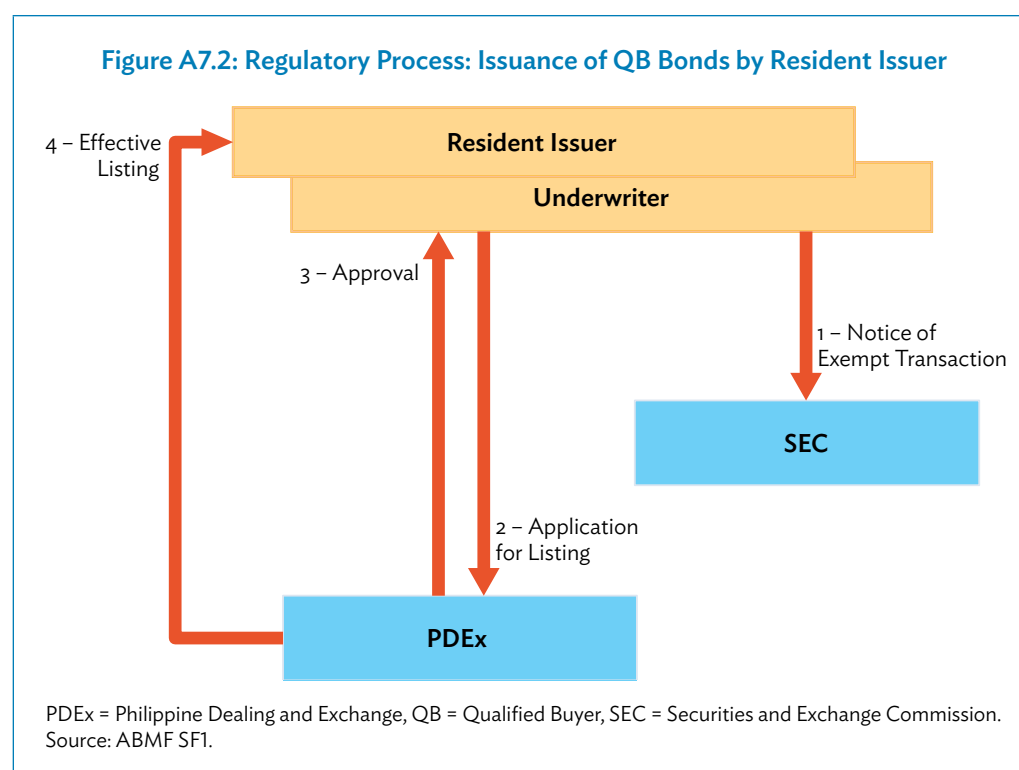 Figure A7.2: Regulatory Process: Issuance of QB Bonds by Resident Issuer
4 – Effective
Listing
Resident Issuer
Underwriter
3 – Approval
1 – Notice of
Exempt Transaction
SEC
2 – Application
for Listing
PDEx
PDEx = Philippine Dealing and Exchange, QB = Qualified Buyer, SEC = Securities and Exchange Commission.
Source: ABMF SF1.